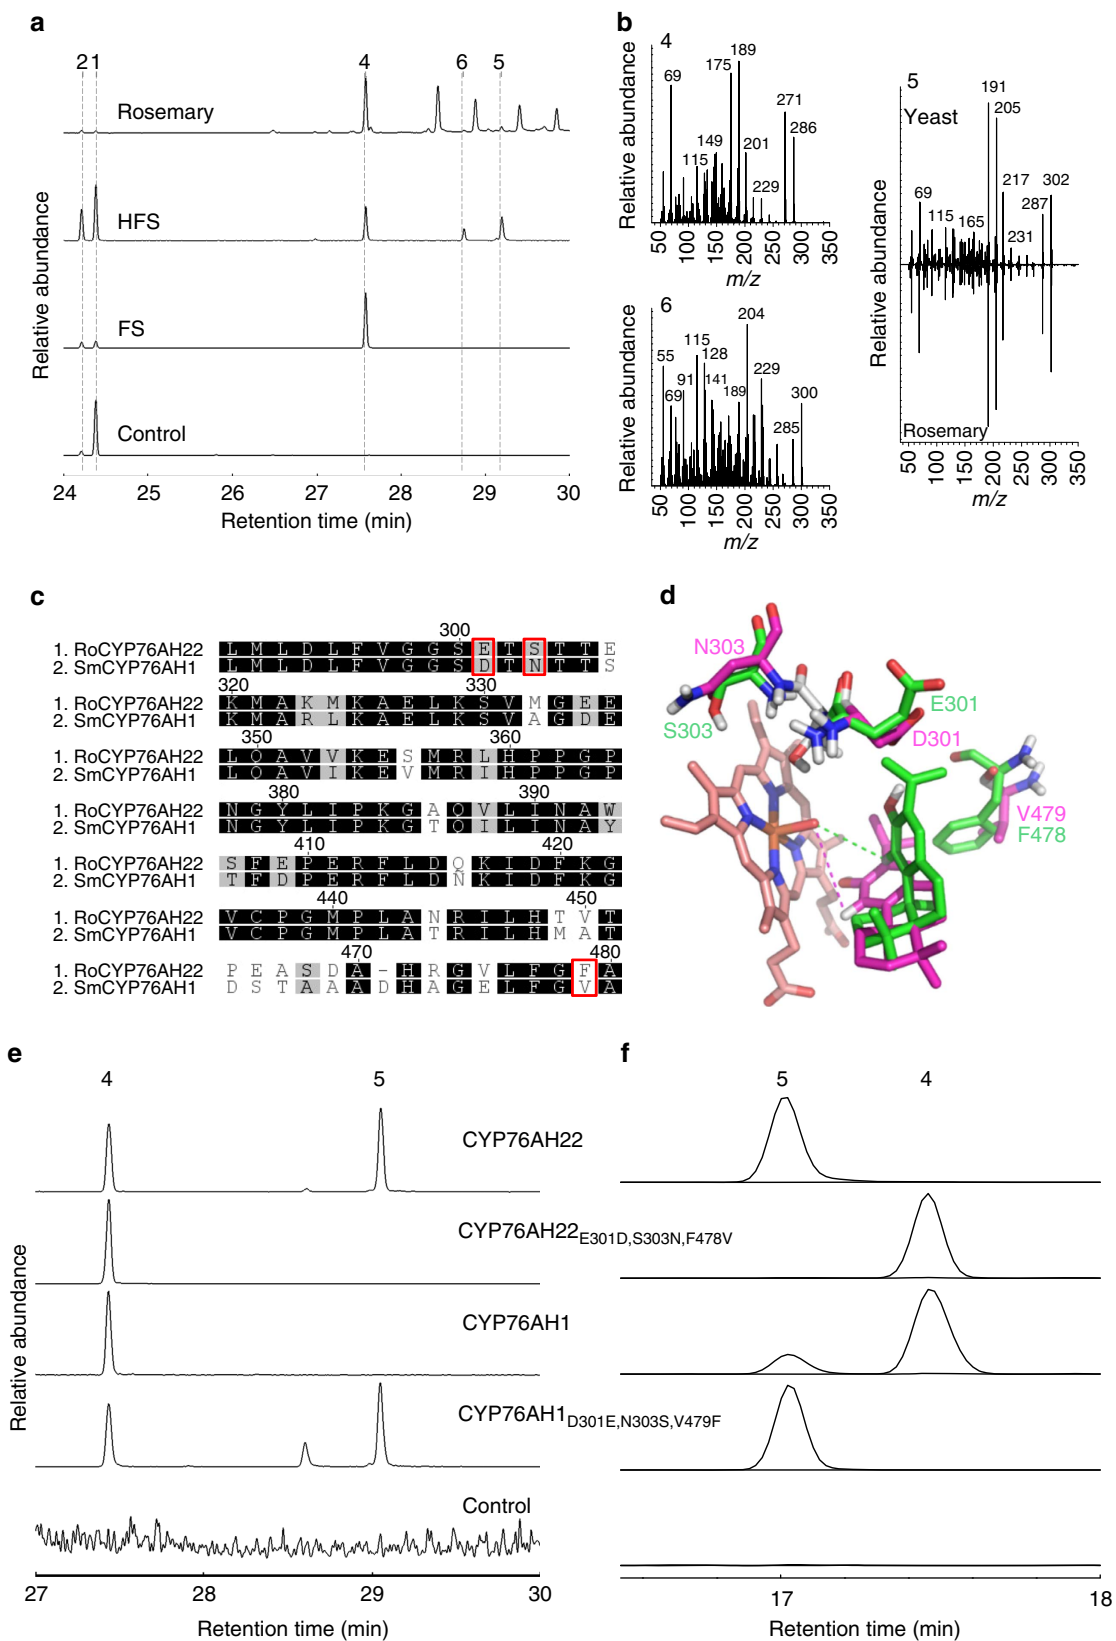 a
2 1 4 6 5
Rosemary
HFS
FS
Control
Relative abundance
24 25 26 27 28 29 30
Retention time (min)
b
4
189
175
69
271
286
149
201
115
229
Relative abundance
50 100 150 200 250 300 350
m/z
6
204
115
128
55
229
91
141
69
189
300
285
Relative abundance
50 100 150 200 250 300 350
m/z
5
Yeast
191
205
217
302
287
69
115
165
231
Rosemary
Relative abundance
50 100 150 200 250 300 350
m/z
c
300
1. RoCYP76AH22 L M L D L F V G G S E T S T T E
2. SmCYP76AH1 L M L D L F V G G S D T N T T S
320 330
1. RoCYP76AH22 K M A K M K A E L K S V M G E E
2. SmCYP76AH1 K M A R L K A E L K S V A G D E
350 360
1. RoCYP76AH22 L Q A V V K E S M R L H P P G P
2. SmCYP76AH1 L Q A V I K E V M R I H P P G P
380 390
1. RoCYP76AH22 N G Y L I P K G A Q V L I N A W
2. SmCYP76AH1 N G Y L I P K G T Q I L I N A Y
410 420
1. RoCYP76AH22 S F E P E R F L D Q K I D F K G
2. SmCYP76AH1 T F D P E R F L D N K I D F K G
440 450
1. RoCYP76AH22 V C P G M P L A N R I L H T V T
2. SmCYP76AH1 V C P G M P L A T R I L H M A T
470 480
1. RoCYP76AH22 P E A S D A - H R G V L F G F A
2. SmCYP76AH1 D S T A A A D H A G E L F G V A
d
N303
S303
E301
D301
V479
F478
e
4 5
CYP76AH22
CYP76AH22E301D,S303N,F478V
CYP76AH1
CYP76AH1D301E,N303S,V479F
Control
Relative abundance
27 28 29 30
Retention time (min)
f
5 4
17 18
Retention time (min)